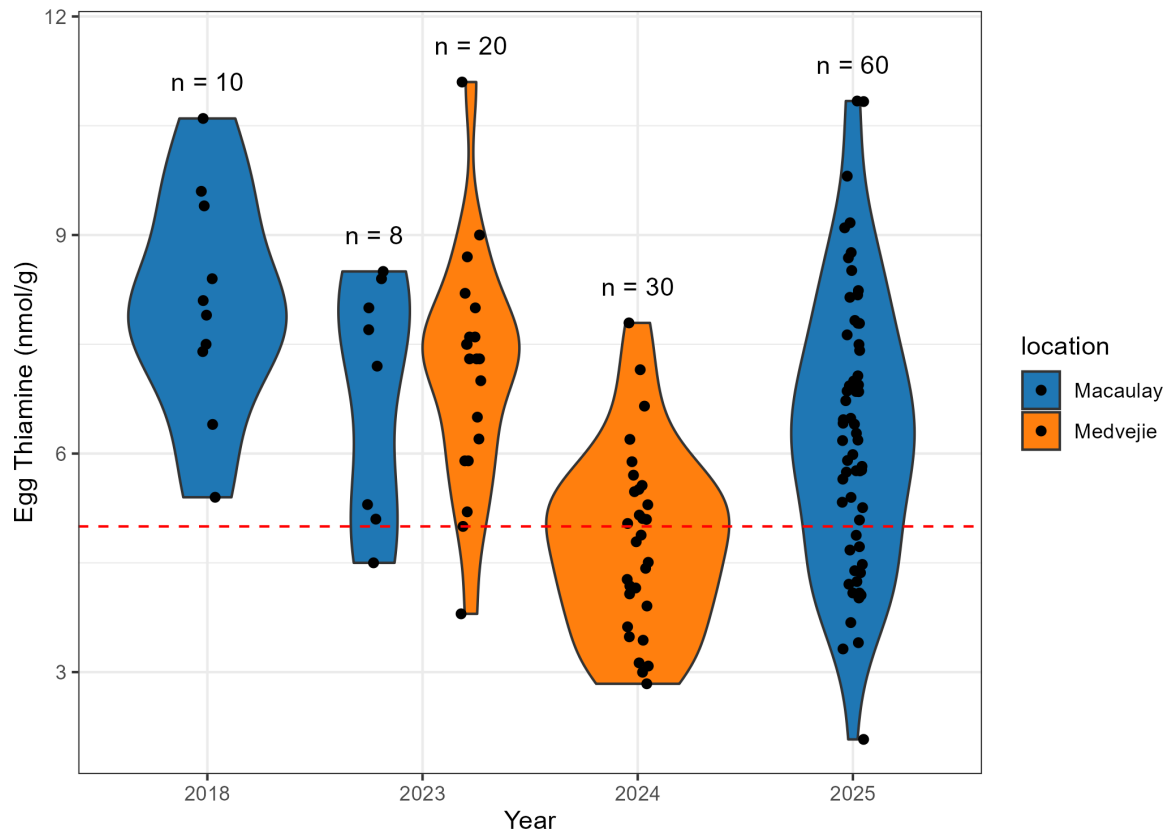 n = 10
n = 8
n = 20
n = 30
n = 60
12
9
6
3
Egg Thiamine (nmol/g)
2018
2023
2024
2025
Year
location
Macaulay
Medvejie